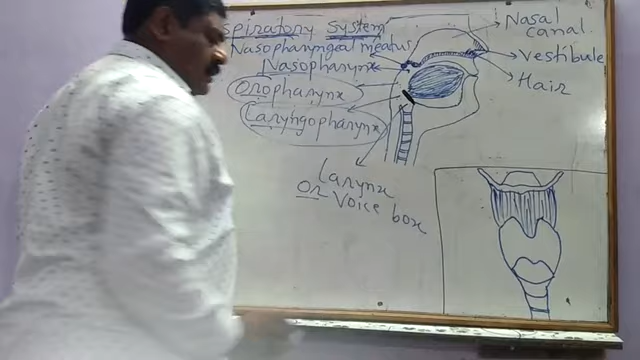 spiratory System
Nasopharyngeal meatus
Nasopharynx
Oropharynx
Laryngopharynx
Larynx
Or Voice box
Nasal
canal
Vestibule
Hair